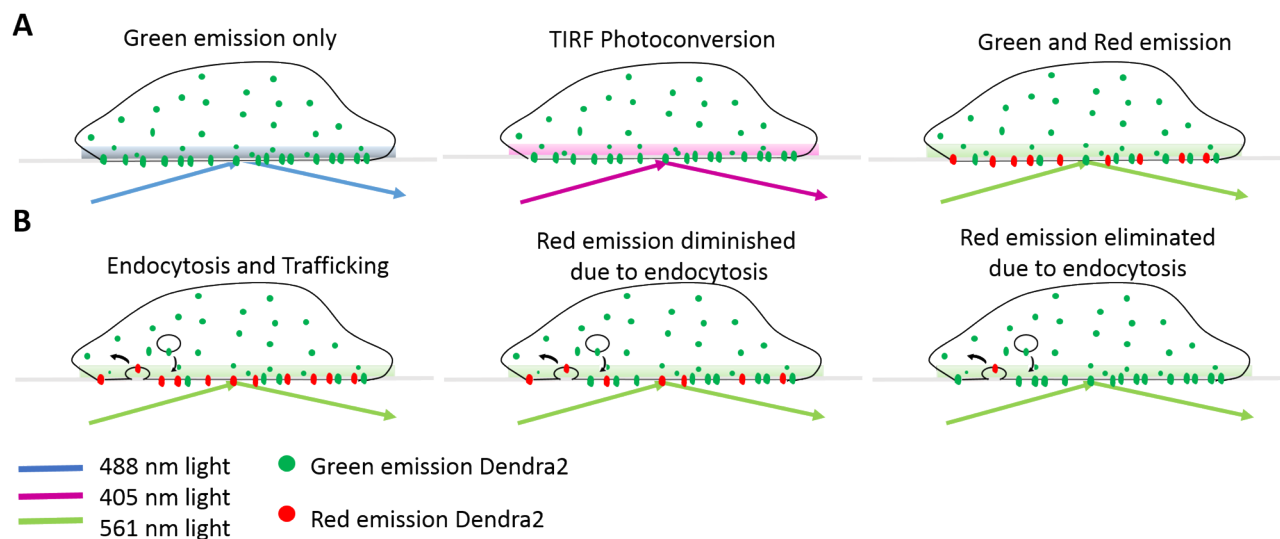 A
Green emission only
TIRF Photoconversion
Green and Red emission
B
Endocytosis and Trafficking
Red emission diminished
due to endocytosis
Red emission eliminated
due to endocytosis
488 nm light
405 nm light
561 nm light
Green emission Dendra2
Red emission Dendra2